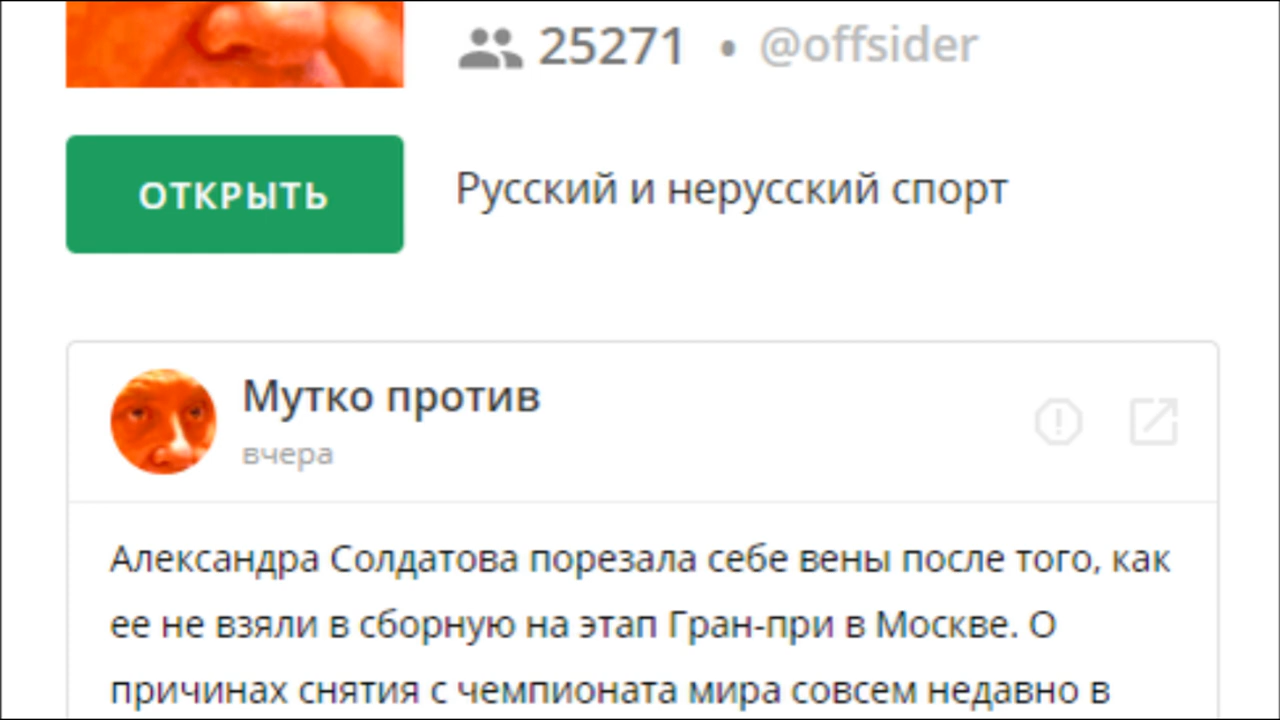 25271 • @offsider
ОТКРЫТЬ
Русский и нерусский спорт
Мутко против
вчера
Александра Солдатова порезала себе вены после того, как
ее не взяли в сборную на этап Гран-при в Москве. О
причинах снятия с чемпионата мира совсем недавно в